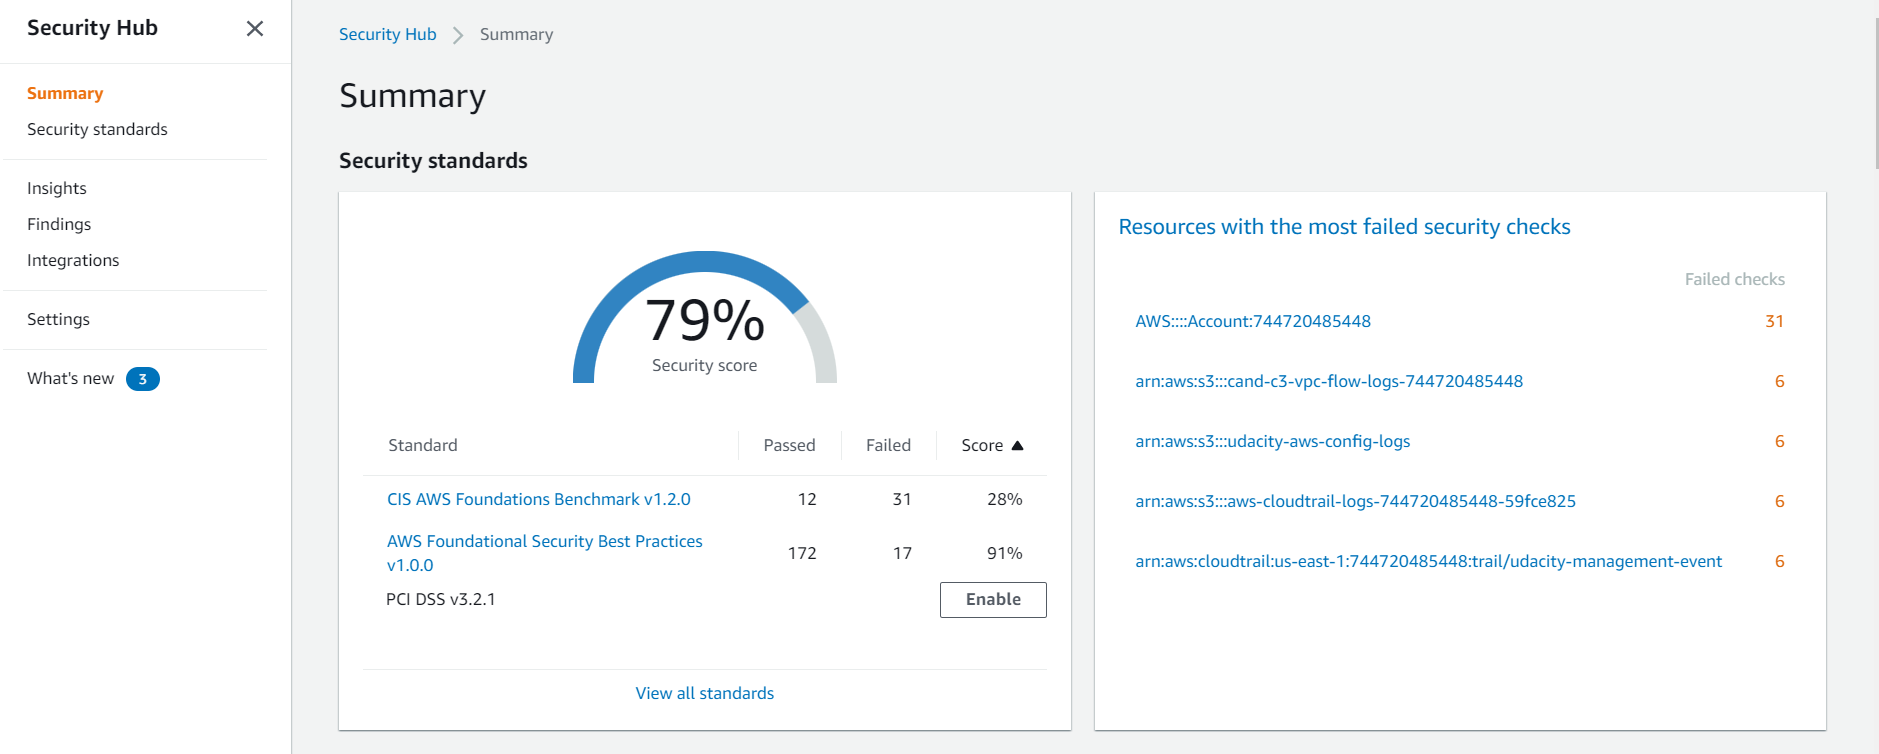 Security Hub
Summary
Security standards
Insights
Findings
Integrations
Settings
What's new 3
Security Hub Summary
Summary
Security standards
79%
Security score
Standard Passed Failed Score
CIS AWS Foundations Benchmark v1.2.0 12 31 28%
AWS Foundational Security Best Practices
v1.0.0 172 17 91%
PCI DSS v3.2.1 Enable
View all standards
Resources with the most failed security checks
Failed checks
AWS::::Account:744720485448 31
arn:aws:s3:::cand-c3-vpc-flow-logs-744720485448 6
arn:aws:s3:::udacity-aws-config-logs 6
arn:aws:s3:::aws-cloudtrail-logs-744720485448-59fce825 6
arn:aws:cloudtrail:us-east-1:744720485448:trail/udacity-management-event 6